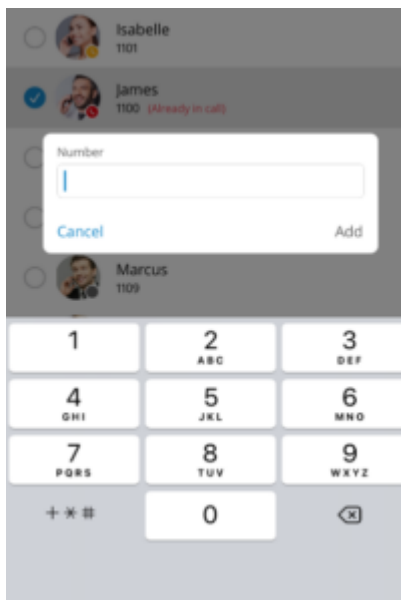 Isabelle
1101
James
1100 (Already in call)
Number
Cancel Add
Marcus
1109
1 2 3
ABC DEF
4 5 6
GHI JKL MNO
7 8 9
PQRS TUV WXYZ
+*# 0